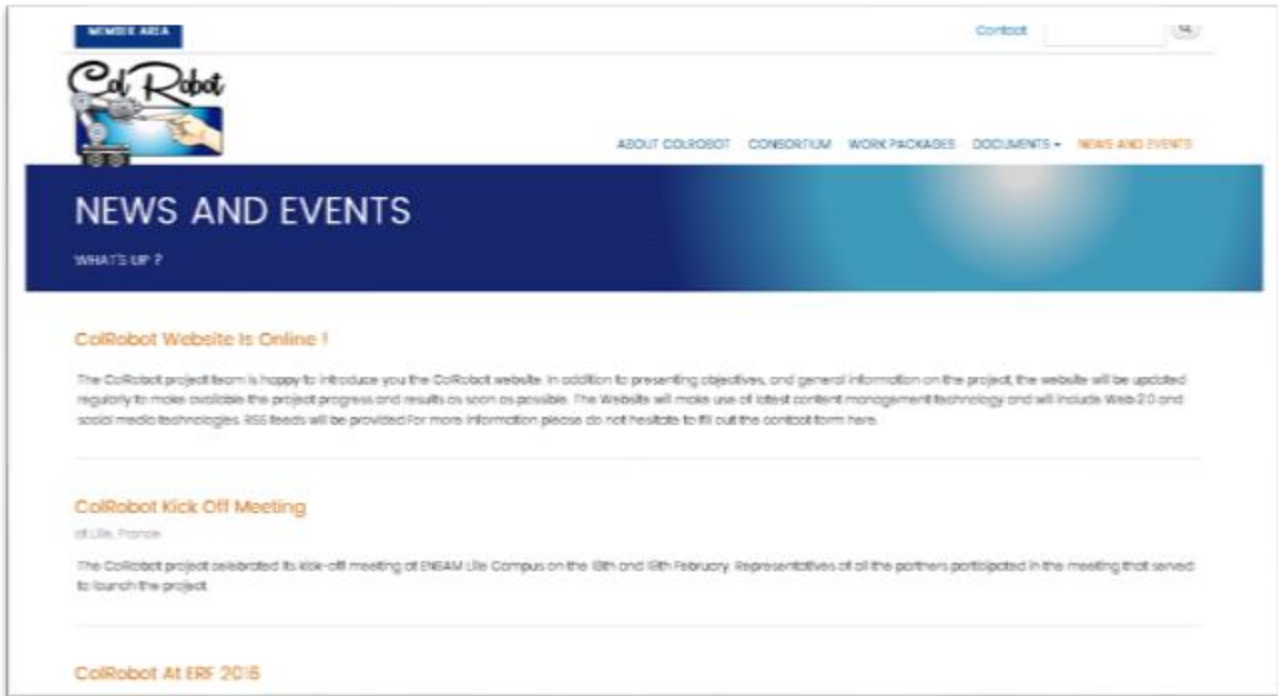 MEMBER AREA
Contact
Col Robot
ABOUT COLROBOT CONSORTIUM WORK PACKAGES DOCUMENTS NEWS AND EVENTS
NEWS AND EVENTS
WHAT'S UP ?
ColRobot Website Is Online !
The ColRobot project team is happy to introduce you the ColRobot website. In addition to presenting objectives, and general information on the project, the website will be updated
regularly to make available the project progress and results as soon as possible. The Website will make use of latest content management technology and will include Web 2.0 and
social media technologies. RSS feeds will be provided For more information please do not hesitate to fill out the contact form here.
ColRobot Kick Off Meeting
at Lille, France
The ColRobot project celebrated its kick-off meeting at ENSAM Lille Campus on the and February. Representatives of all the partners participated in the meeting that served
to launch the project.
ColRobot At ERF 2016